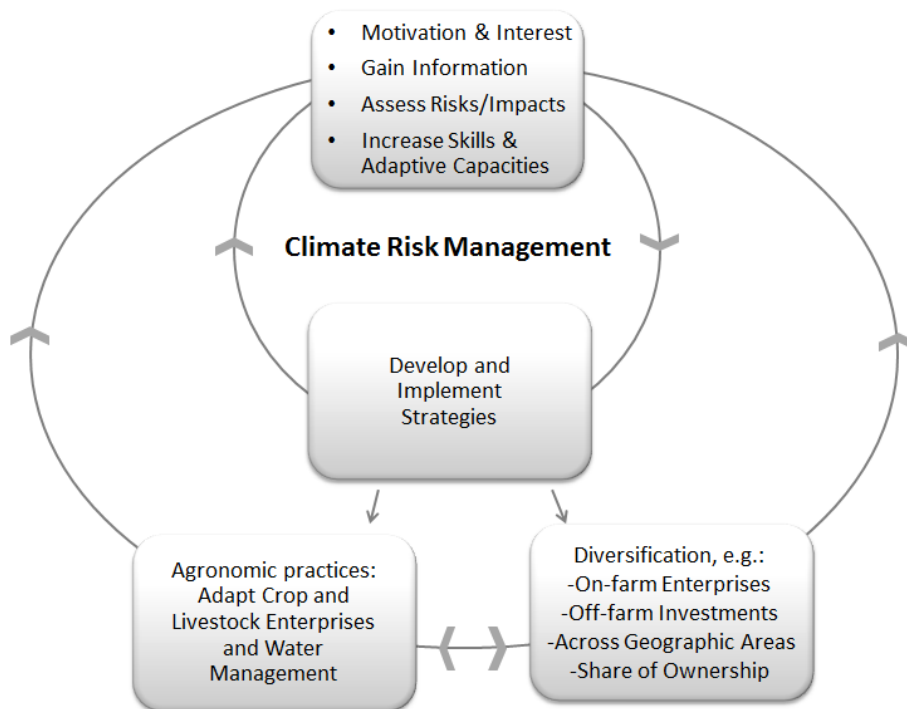 • Motivation & Interest
• Gain Information
• Assess Risks/Impacts
• Increase Skills &
Adaptive Capacities
Climate Risk Management
Develop and
Implement
Strategies
Agronomic practices:
Adapt Crop and
Livestock Enterprises
and Water
Management
Diversification, e.g.:
-On-farm Enterprises
-Off-farm Investments
-Across Geographic Areas
-Share of Ownership